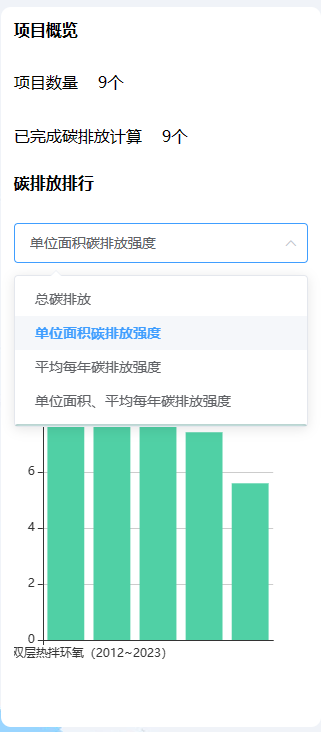 项目概览
项目数量 9个
已完成碳排放计算 9个
碳排放排行
单位面积碳排放强度
总碳排放
单位面积碳排放强度
平均每年碳排放强度
单位面积、平均每年碳排放强度
6
4
2
0
双层热拌环氧（2012~2023）